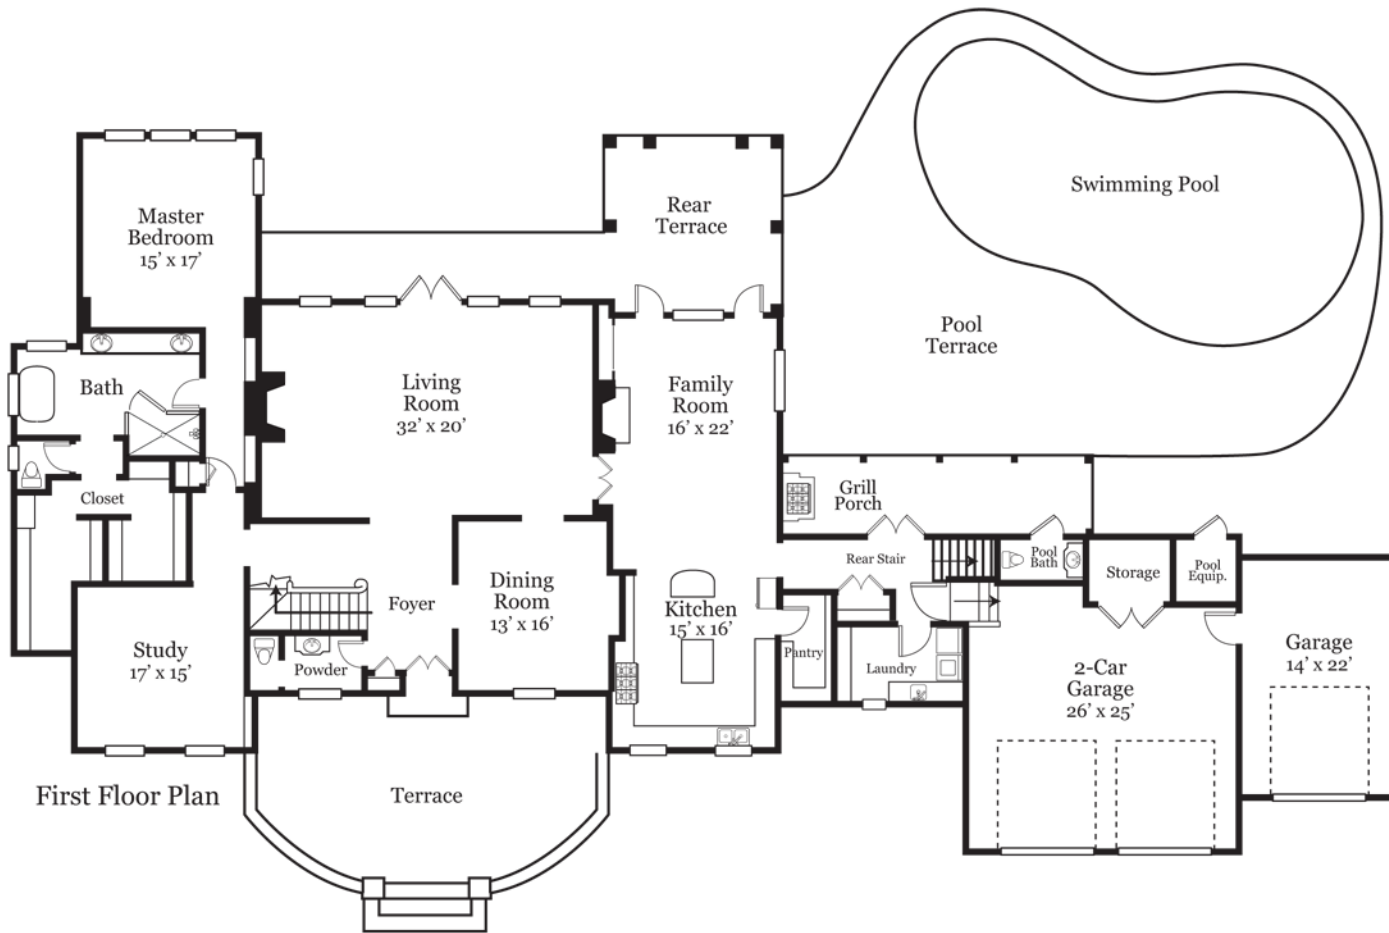 Swimming Pool
Rear
Terrace
Master
Bedroom
15’ x 17’
Pool
Terrace
Bath
Living
Room
32’ x 20’
Family
Room
16’ x 22’
Grill
Porch
Closet
Rear Stair
Pool
Bath
Storage
Pool
Equip.
Dining
Room
13’ x 16’
Foyer
Kitchen
15’ x 16’
Study
17’ x 15’
Powder
Pantry
Laundry
2-Car
Garage
26’ x 25’
Garage
14’ x 22’
Terrace
First Floor Plan